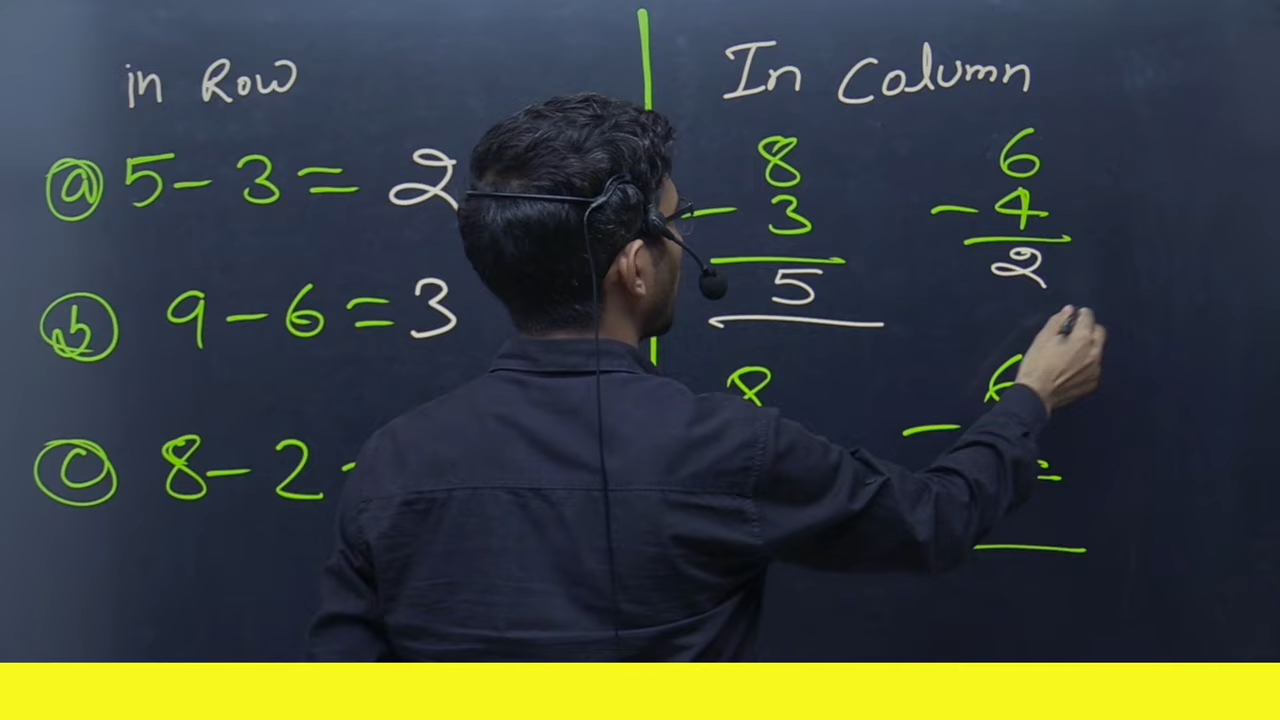 in Row
ⓐ 5 - 3 = 2
ⓑ 9 - 6 = 3
ⓒ 8 - 2 -
In Column
8
- 3
5
6
- 4
2
8
6
-